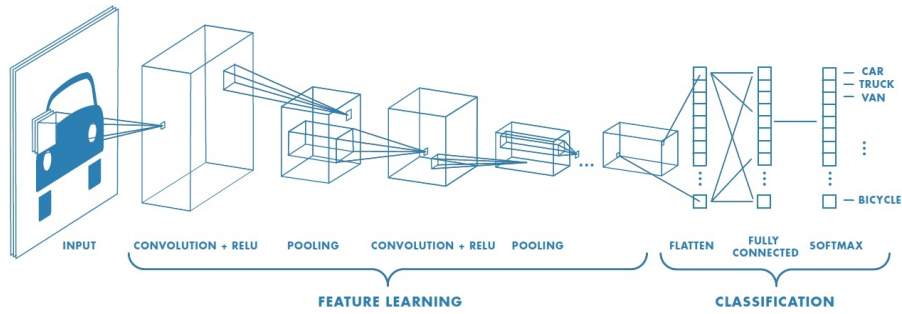 CAR
TRUCK
VAN
BICYCLE
INPUT
CONVOLUTION + RELU
POOLING
CONVOLUTION + RELU
POOLING
FLATTEN
FULLY
CONNECTED
SOFTMAX
FEATURE LEARNING
CLASSIFICATION